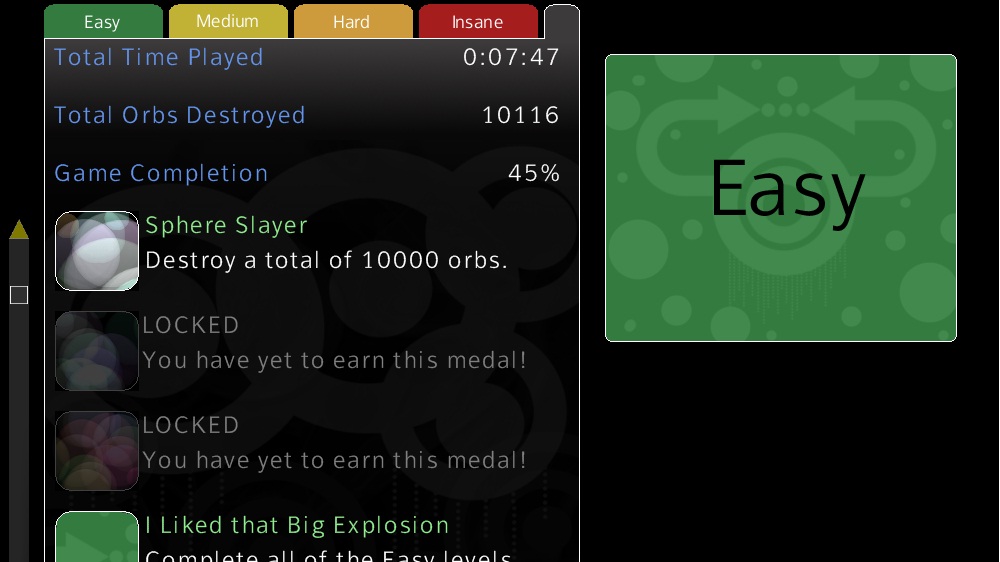 Easy
Medium
Hard
Insane
Total Time Played 0:07:47
Total Orbs Destroyed 10116
Game Completion 45%
Sphere Slayer
Destroy a total of 10000 orbs.
LOCKED
You have yet to earn this medal!
LOCKED
You have yet to earn this medal!
I Liked that Big Explosion
Complete all of the Easy levels
Easy